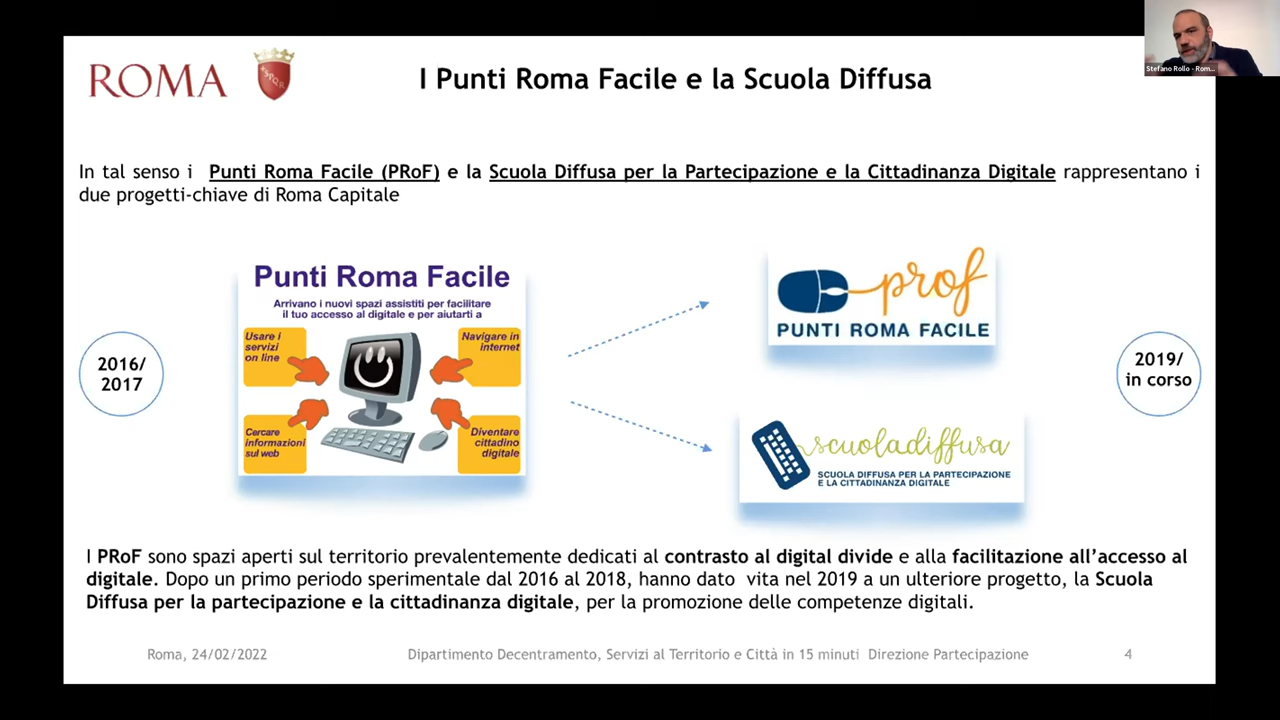 Stefano Rollo - Rom...
ROMA
I Punti Roma Facile e la Scuola Diffusa
In tal senso i Punti Roma Facile (PRoF) e la Scuola Diffusa per la Partecipazione e la Cittadinanza Digitale rappresentano i
due progetti-chiave di Roma Capitale
2016/
2017
Punti Roma Facile
Arrivano i nuovi spazi assistiti per facilitare
il tuo accesso al digitale e per aiutarti a
Usare i
servizi
on line
Navigare in
internet
Cercare
informazioni
sul web
Diventare
cittadino
digitale
prof
PUNTI ROMA FACILE
scuoladiffusa
SCUOLA DIFFUSA PER LA PARTECIPAZIONE
E LA CITTADINANZA DIGITALE
2019/
in corso
I PRoF sono spazi aperti sul territorio prevalentemente dedicati al contrasto al digital divide e alla facilitazione all’accesso al
digitale. Dopo un primo periodo sperimentale dal 2016 al 2018, hanno dato vita nel 2019 a un ulteriore progetto, la Scuola
Diffusa per la partecipazione e la cittadinanza digitale, per la promozione delle competenze digitali.
Roma, 24/02/2022
Dipartimento Decentramento, Servizi al Territorio e Città in 15 minuti Direzione Partecipazione
4